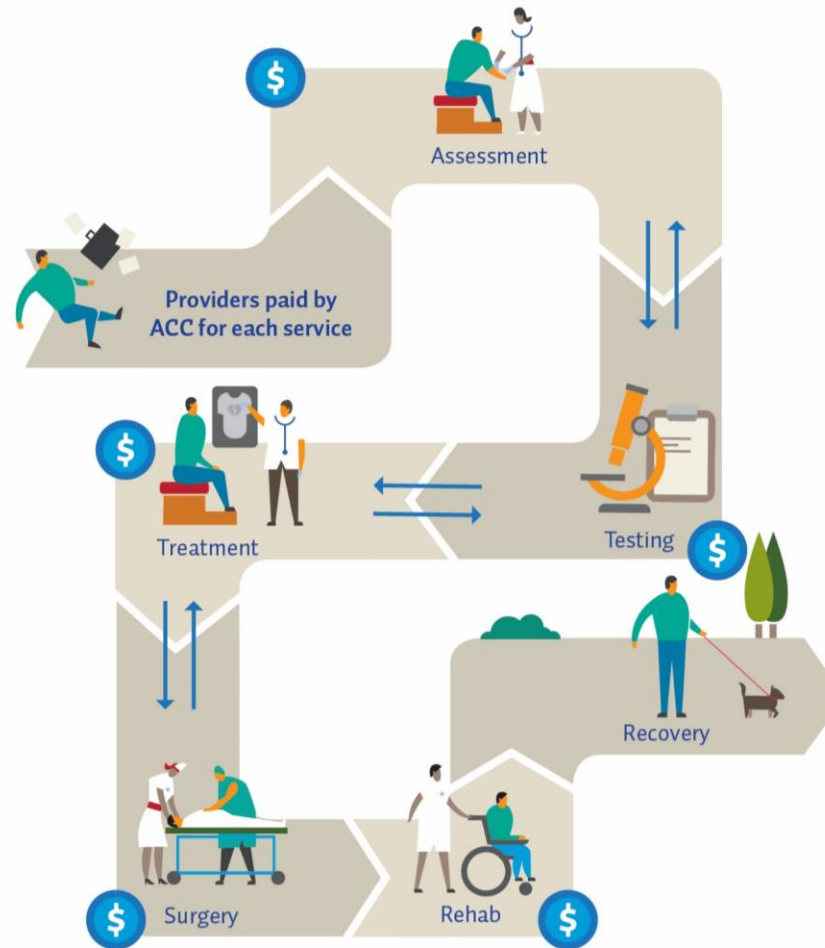 $
Assessment
Providers paid by
ACC for each service
$
Treatment
Testing
$
Recovery
$
Surgery
Rehab
$